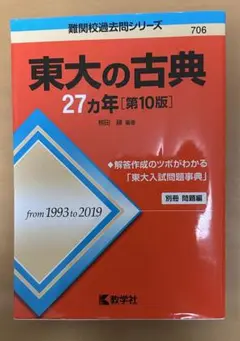 難関校過去問シリーズ
706
東大の古典
27カ年[第10版]
柳田 縁 編著
◆解答作成のツボがわかる
「東大入試問題事典」
別冊 問題編
from 1993 to 2019
教学社